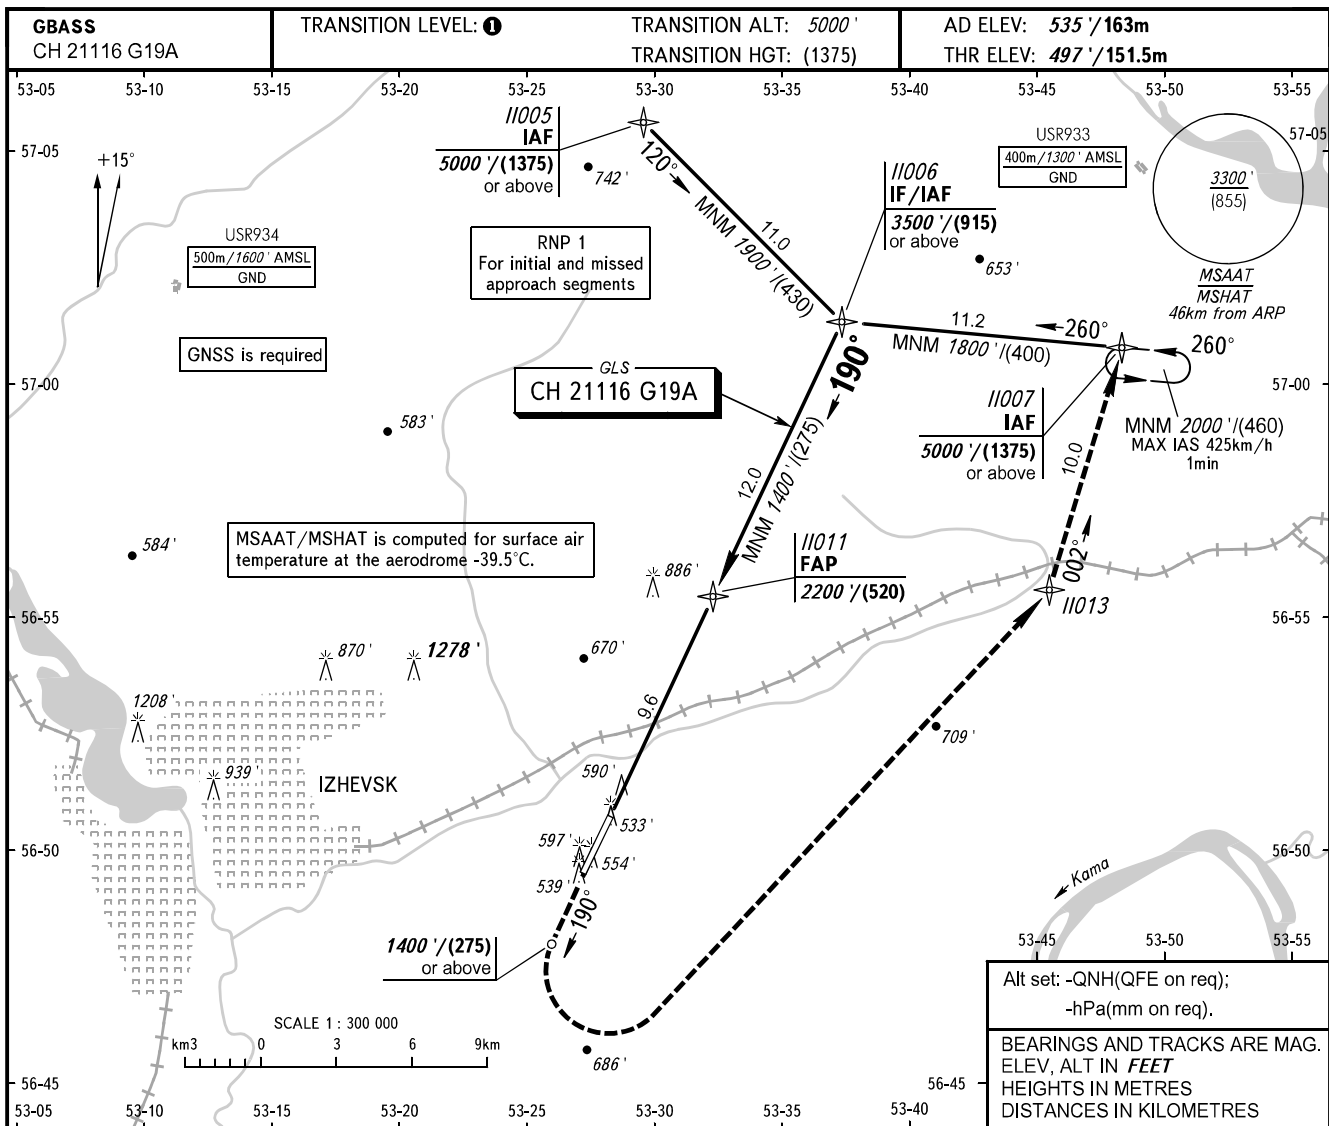 GBASS
CH 21116 G19A
TRANSITION LEVEL: ❶
TRANSITION ALT: 5000 '
TRANSITION HGT: (1375)
AD ELEV: 535 '/163m
THR ELEV: 497 '/151.5m
53-05 53-10 53-15 53-20 53-25 53-30 53-35 53-40 53-45 53-50 53-55
57-05
57-05
+15°
II005
IAF
5000 '/(1375)
or above
742 '
120°
MNM 1900 '/(430)
11.0
II006
IF/IAF
3500 '/(915)
or above
653 '
USR933
400m/1300 ' AMSL
GND
3300 '
(855)
MSAAT
MSHAT
46km from ARP
USR934
500m/1600 ' AMSL
GND
RNP 1
For initial and missed
approach segments
GNSS is required
11.2
260°
MNM 1800 '/(400)
260°
190°
GLS
CH 21116 G19A
57-00
57-00
II007
IAF
5000 '/(1375)
or above
MNM 2000 '/(460)
MAX IAS 425km/h
1min
583 '
12.0
MNM 1400 '/(275)
10.0
002°
584 '
MSAAT/MSHAT is computed for surface air
temperature at the aerodrome -39.5°C.
II011
FAP
2200 '/(520)
886 '
II013
56-55
56-55
870 '
1278 '
670 '
1208 '
9.6
709 '
939 '
IZHEVSK
590 '
533 '
597 '
554 '
539 '
56-50
56-50
190°
Kama
1400 '/(275)
or above
53-45 53-50 53-55
SCALE 1 : 300 000
km3 0 3 6 9km
686 '
Alt set: -QNH(QFE on req);
-hPa(mm on req).
BEARINGS AND TRACKS ARE MAG.
ELEV, ALT IN FEET
HEIGHTS IN METRES
DISTANCES IN KILOMETRES
56-45
56-45
53-05 53-10 53-15 53-20 53-25 53-30 53-35 53-40